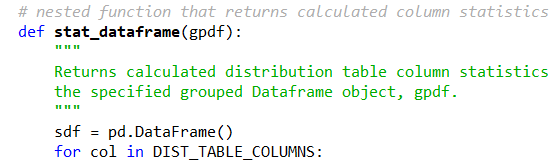 # nested function that returns calculated column statistics
def stat_dataframe(gpdf):
"""
Returns calculated distribution table column statistics
the specified grouped Dataframe object, gpdf.
"""
sdf = pd.DataFrame()
for col in DIST_TABLE_COLUMNS: